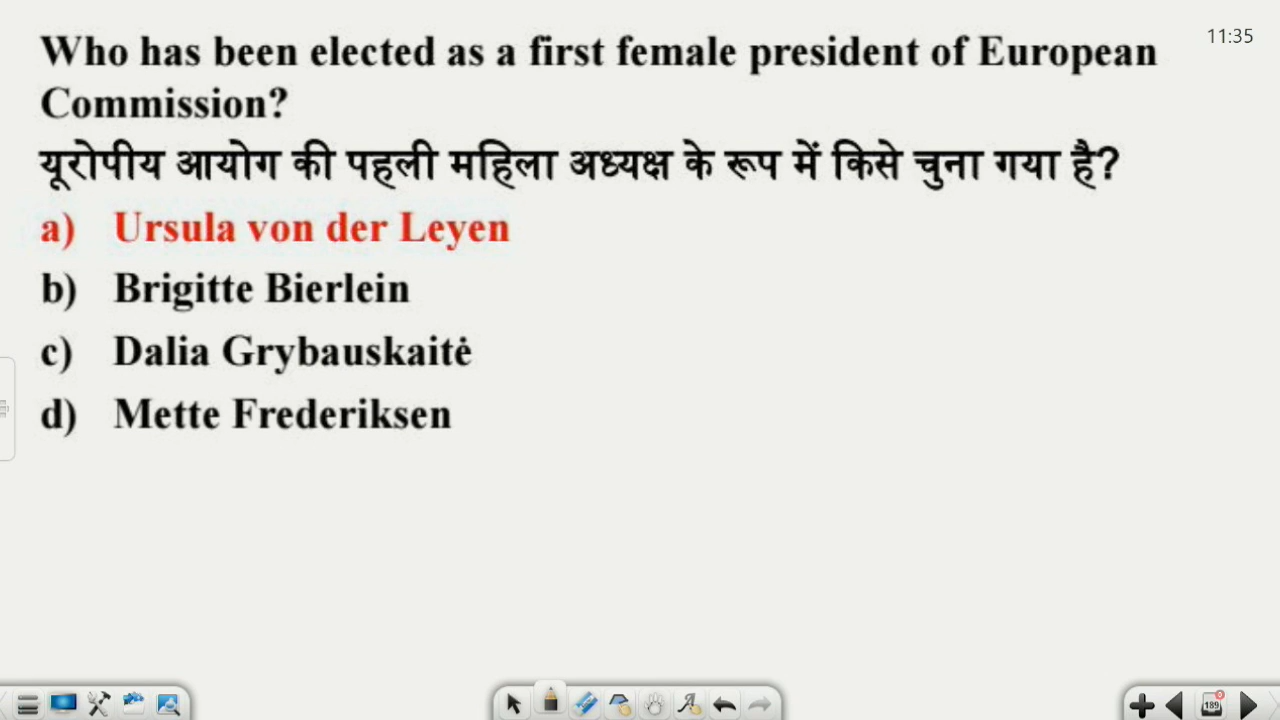 11:35
Who has been elected as a first female president of European
Commission?
यूरोपीय आयोग की पहली महिला अध्यक्ष के रूप में किसे चुना गया है?
a) Ursula von der Leyen
b) Brigitte Bierlein
c) Dalia Grybauskaitė
d) Mette Frederiksen
189